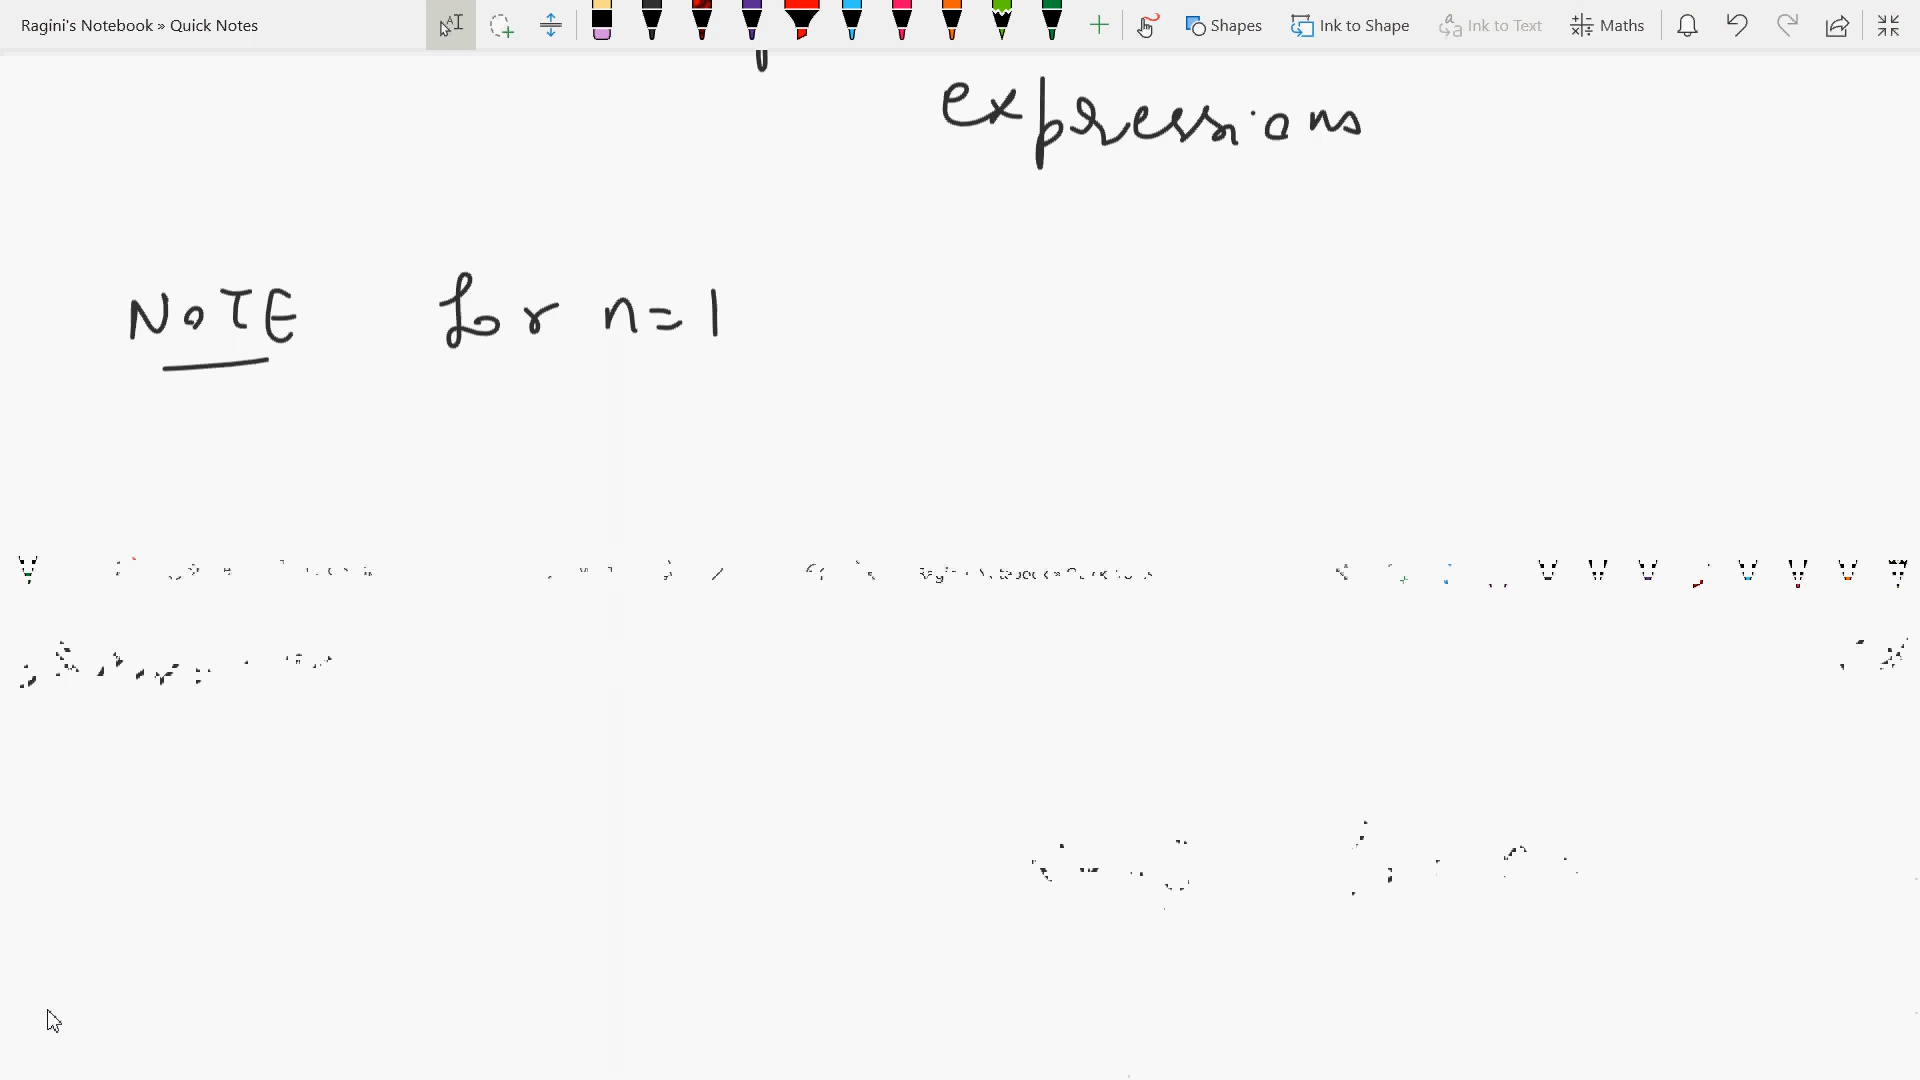 Ragini's Notebook » Quick Notes Shapes Ink to Shape Ink to Text Maths
expressions
NOTE for n=1